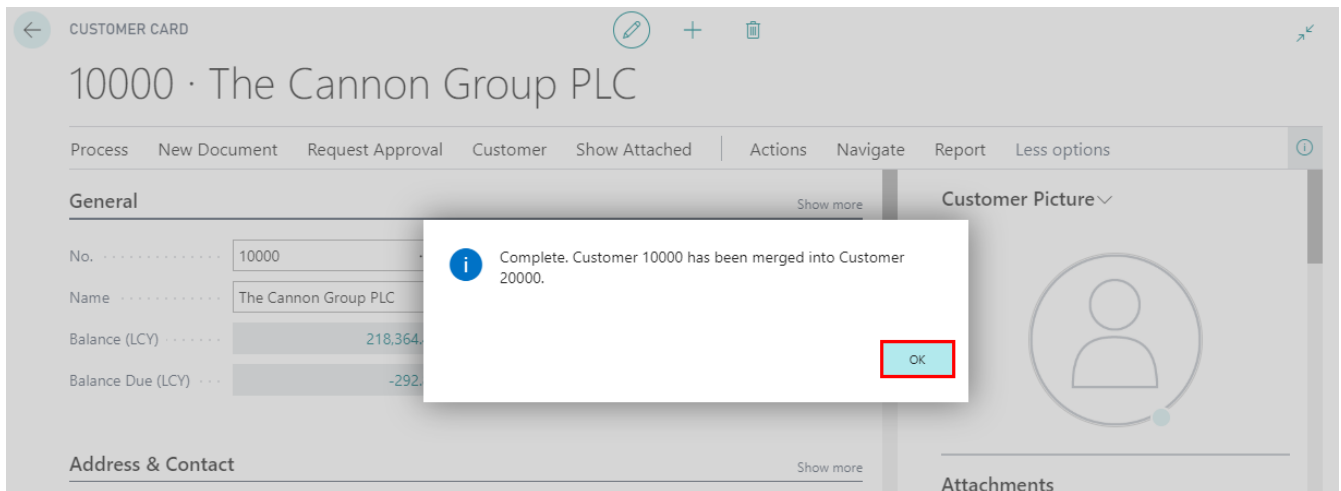 CUSTOMER CARD
10000 · The Cannon Group PLC
Process New Document Request Approval Customer Show Attached Actions Navigate Report Less options
General Show more
Customer Picture
No. 10000
Name The Cannon Group PLC
Balance (LCY) 218,364.
Balance Due (LCY) -292.
Complete. Customer 10000 has been merged into Customer
20000.
OK
Address & Contact Show more
Attachments